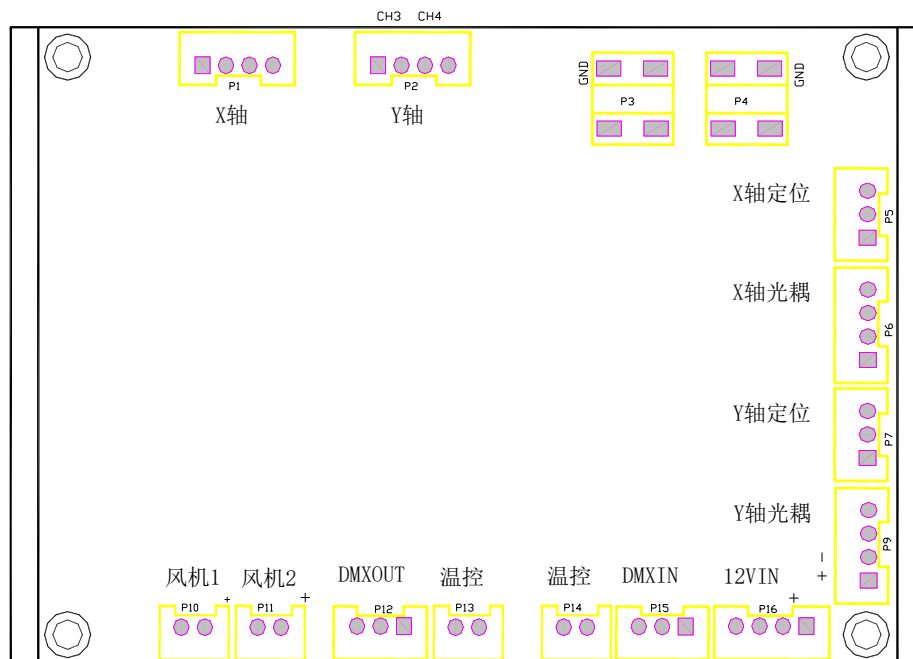 CH3 CH4
P1
P2
X轴
Y轴
GND
P3
P4
GND
X轴定位
P5
X轴光耦
P6
Y轴定位
P7
Y轴光耦
P9
-
+
风机1
风机2
DMXOUT
温控
温控
DMXIN
12VIN
P10
+
P11
+
P12
P13
P14
P15
P16
+